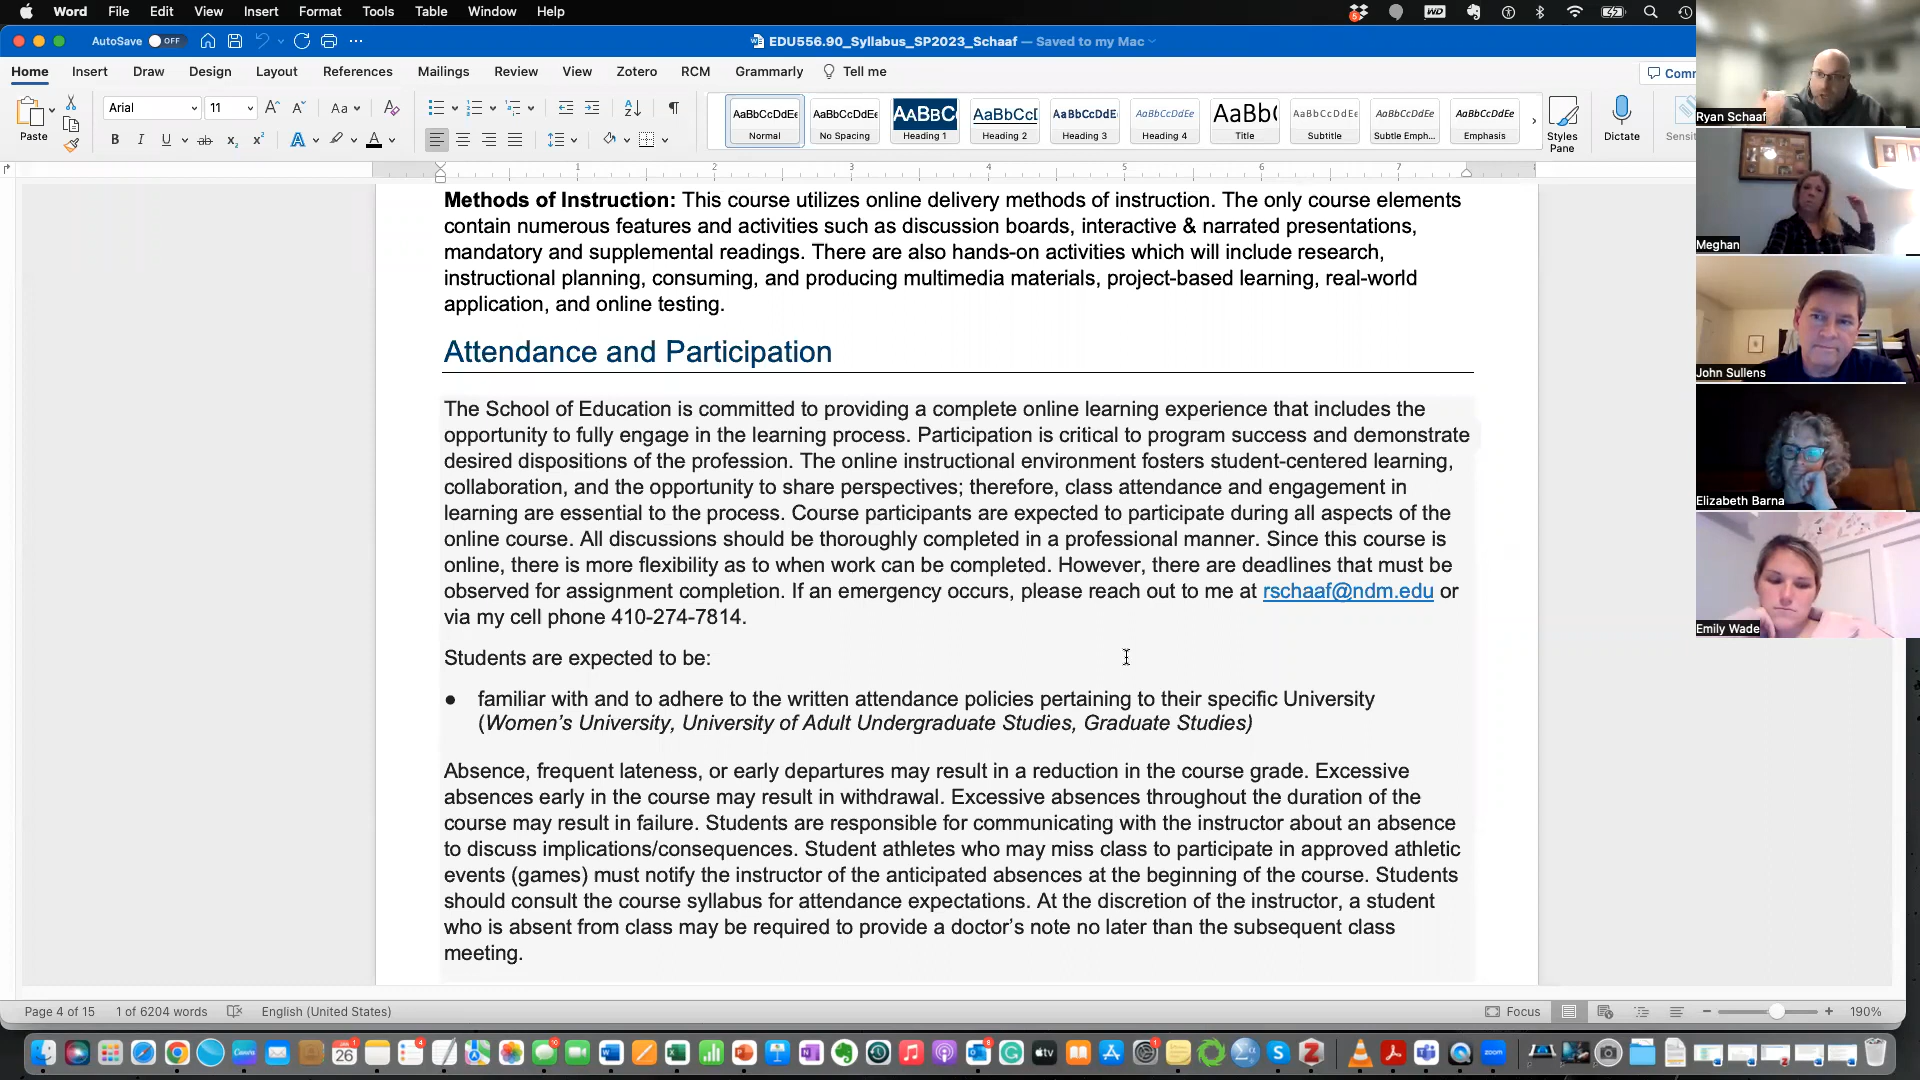 Word File Edit View Insert Format Tools Table Window Help
AutoSave OFF
EDU556.90_Syllabus_SP2023_Schaaf — Saved to my Mac
Home Insert Draw Design Layout References Mailings Review View Zotero RCM Grammarly Tell me
Comm
Paste
Arial 11
AaBbCcDdEe AaBbCcDdEe AaBbC AaBbCcI AaBbCcDdE AaBbCcDdEe AaBb( AaBbCcDdEe AaBbCcDdEe AaBbCcDdEe
Normal No Spacing Heading 1 Heading 2 Heading 3 Heading 4 Title Subtitle Subtle Emph... Emphasis
Styles Pane
Dictate
Sensiti
1 2 3 4 5 6 7
Methods of Instruction: This course utilizes online delivery methods of instruction. The only course elements
contain numerous features and activities such as discussion boards, interactive & narrated presentations,
mandatory and supplemental readings. There are also hands-on activities which will include research,
instructional planning, consuming, and producing multimedia materials, project-based learning, real-world
application, and online testing.
Attendance and Participation
The School of Education is committed to providing a complete online learning experience that includes the
opportunity to fully engage in the learning process. Participation is critical to program success and demonstrate
desired dispositions of the profession. The online instructional environment fosters student-centered learning,
collaboration, and the opportunity to share perspectives; therefore, class attendance and engagement in
learning are essential to the process. Course participants are expected to participate during all aspects of the
online course. All discussions should be thoroughly completed in a professional manner. Since this course is
online, there is more flexibility as to when work can be completed. However, there are deadlines that must be
observed for assignment completion. If an emergency occurs, please reach out to me at rschaaf@ndm.edu or
via my cell phone 410-274-7814.
Students are expected to be:
● familiar with and to adhere to the written attendance policies pertaining to their specific University
(Women’s University, University of Adult Undergraduate Studies, Graduate Studies)
Absence, frequent lateness, or early departures may result in a reduction in the course grade. Excessive
absences early in the course may result in withdrawal. Excessive absences throughout the duration of the
course may result in failure. Students are responsible for communicating with the instructor about an absence
to discuss implications/consequences. Student athletes who may miss class to participate in approved athletic
events (games) must notify the instructor of the anticipated absences at the beginning of the course. Students
should consult the course syllabus for attendance expectations. At the discretion of the instructor, a student
who is absent from class may be required to provide a doctor’s note no later than the subsequent class
meeting.
Ryan Schaaf
Meghan
John Sullens
Elizabeth Barna
Emily Wade
Page 4 of 15 1 of 6204 words English (United States) Focus 190%
JAN
26
tv
zoom